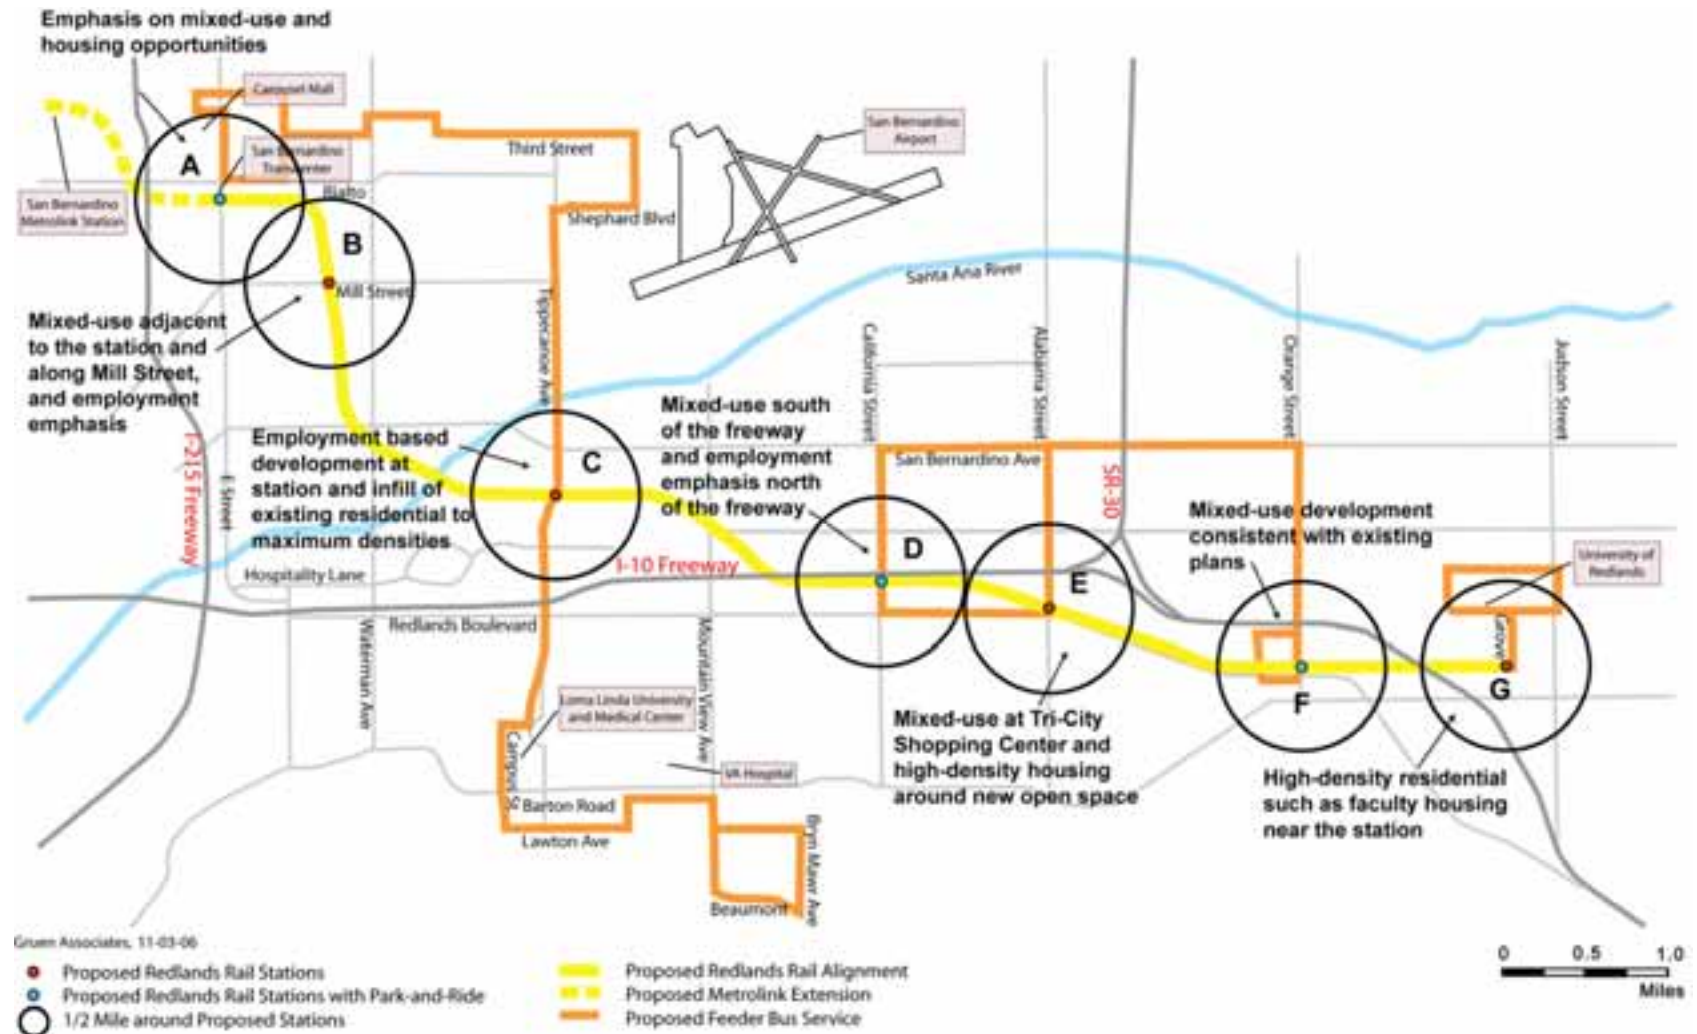 Emphasis on mixed-use and
housing opportunities
Carousel Mall
San Bernardino
Transcenter
A
Third Street
San Bernardino
Airport
Rialto
San Bernardino
Metrolink Station
B
Shephard Blvd
Mill Street
Santa Ana River
Mixed-use adjacent
to the station and
along Mill Street,
and employment
emphasis
Tippecanoe Ave
California Street
Alabama Street
Orange Street
Judson Street
I-215 Freeway
E Street
Employment based
development at
station and infill of
existing residential to
maximum densities
C
Mixed-use south
of the freeway
and employment
emphasis north
of the freeway
San Bernardino Ave
SR-30
Mixed-use development
consistent with existing
plans
D
E
University of
Redlands
Hospitality Lane
I-10 Freeway
Redlands Boulevard
Waterman Ave
Mountain View Ave
Grove
F
G
Loma Linda University
and Medical Center
Campus St
VA Hospital
Mixed-use at Tri-City
Shopping Center and
high-density housing
around new open space
High-density residential
such as faculty housing
near the station
Barton Road
Lawton Ave
Bryn Mawr Ave
Beaumont
Gruen Associates, 11-03-06
Proposed Redlands Rail Stations
Proposed Redlands Rail Stations with Park-and-Ride
1/2 Mile around Proposed Stations
Proposed Redlands Rail Alignment
Proposed Metrolink Extension
Proposed Feeder Bus Service
0 0.5 1.0
Miles